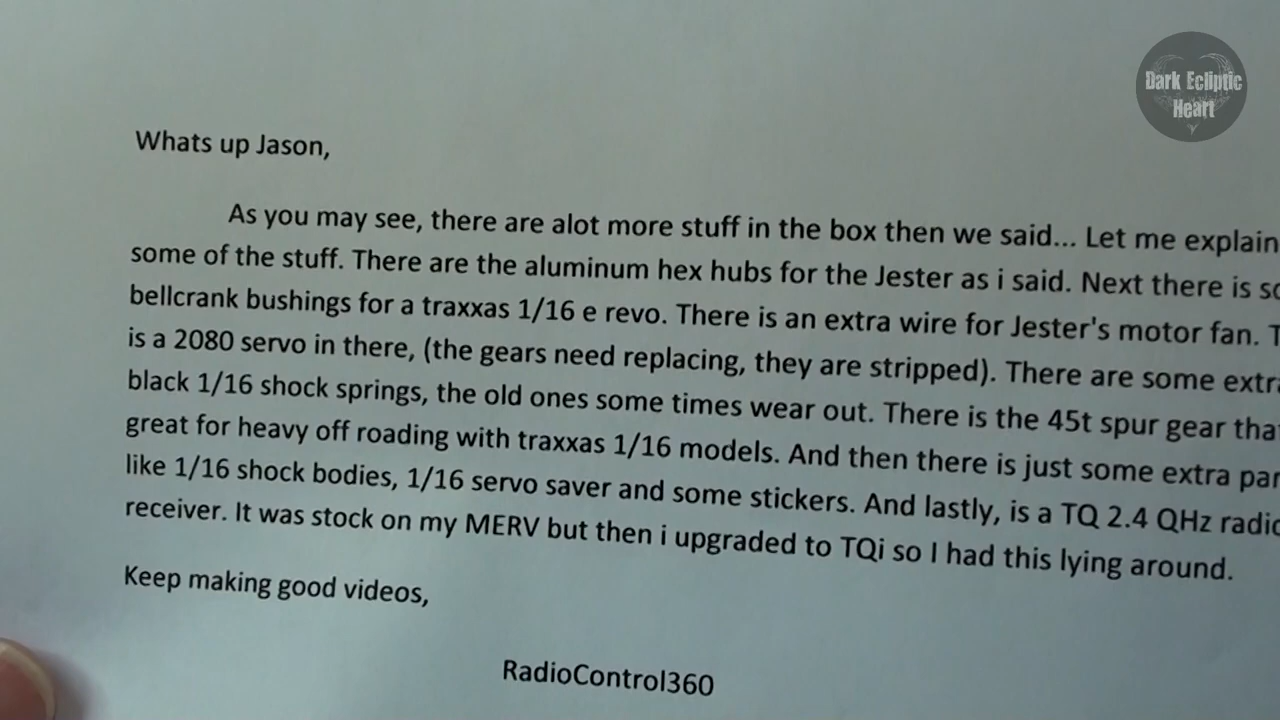 Dark Ecliptic
Heart
Whats up Jason,
As you may see, there are alot more stuff in the box then we said... Let me explain
some of the stuff. There are the aluminum hex hubs for the Jester as i said. Next there is
bellcrank bushings for a traxxas 1/16 e revo. There is an extra wire for Jester's motor fan.
is a 2080 servo in there, (the gears need replacing, they are stripped). There are some extra
black 1/16 shock springs, the old ones some times wear out. There is the 45t spur gear
great for heavy off roading with traxxas 1/16 models. And then there is just some extra
like 1/16 shock bodies, 1/16 servo saver and some stickers. And lastly, is a TQ 2.4 QHz radio
receiver. It was stock on my MERV but then i upgraded to TQi so I had this lying around.
Keep making good videos,
RadioControl360